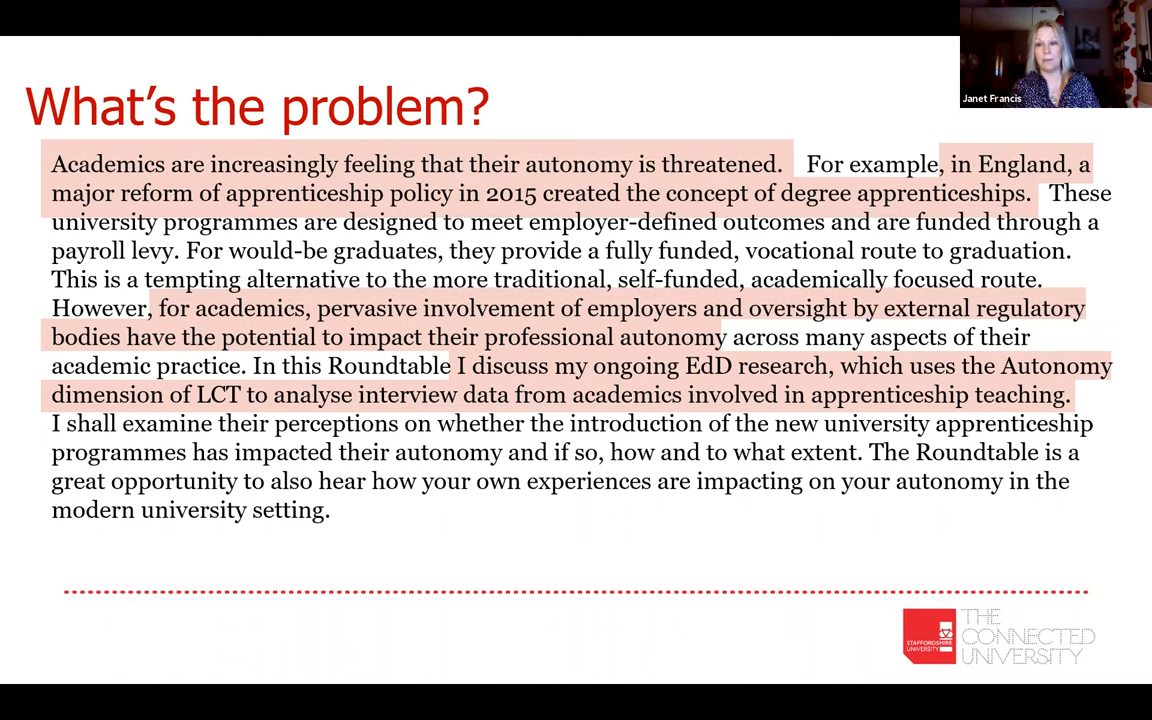 What's the problem?
Janet Francis
Academics are increasingly feeling that their autonomy is threatened. For example, in England, a
major reform of apprenticeship policy in 2015 created the concept of degree apprenticeships. These
university programmes are designed to meet employer-defined outcomes and are funded through a
payroll levy. For would-be graduates, they provide a fully funded, vocational route to graduation.
This is a tempting alternative to the more traditional, self-funded, academically focused route.
However, for academics, pervasive involvement of employers and oversight by external regulatory
bodies have the potential to impact their professional autonomy across many aspects of their
academic practice. In this Roundtable I discuss my ongoing EdD research, which uses the Autonomy
dimension of LCT to analyse interview data from academics involved in apprenticeship teaching.
I shall examine their perceptions on whether the introduction of the new university apprenticeship
programmes has impacted their autonomy and if so, how and to what extent. The Roundtable is a
great opportunity to also hear how your own experiences are impacting on your autonomy in the
modern university setting.
STAFFORDSHIRE
UNIVERSITY
THE
CONNECTED
UNIVERSITY